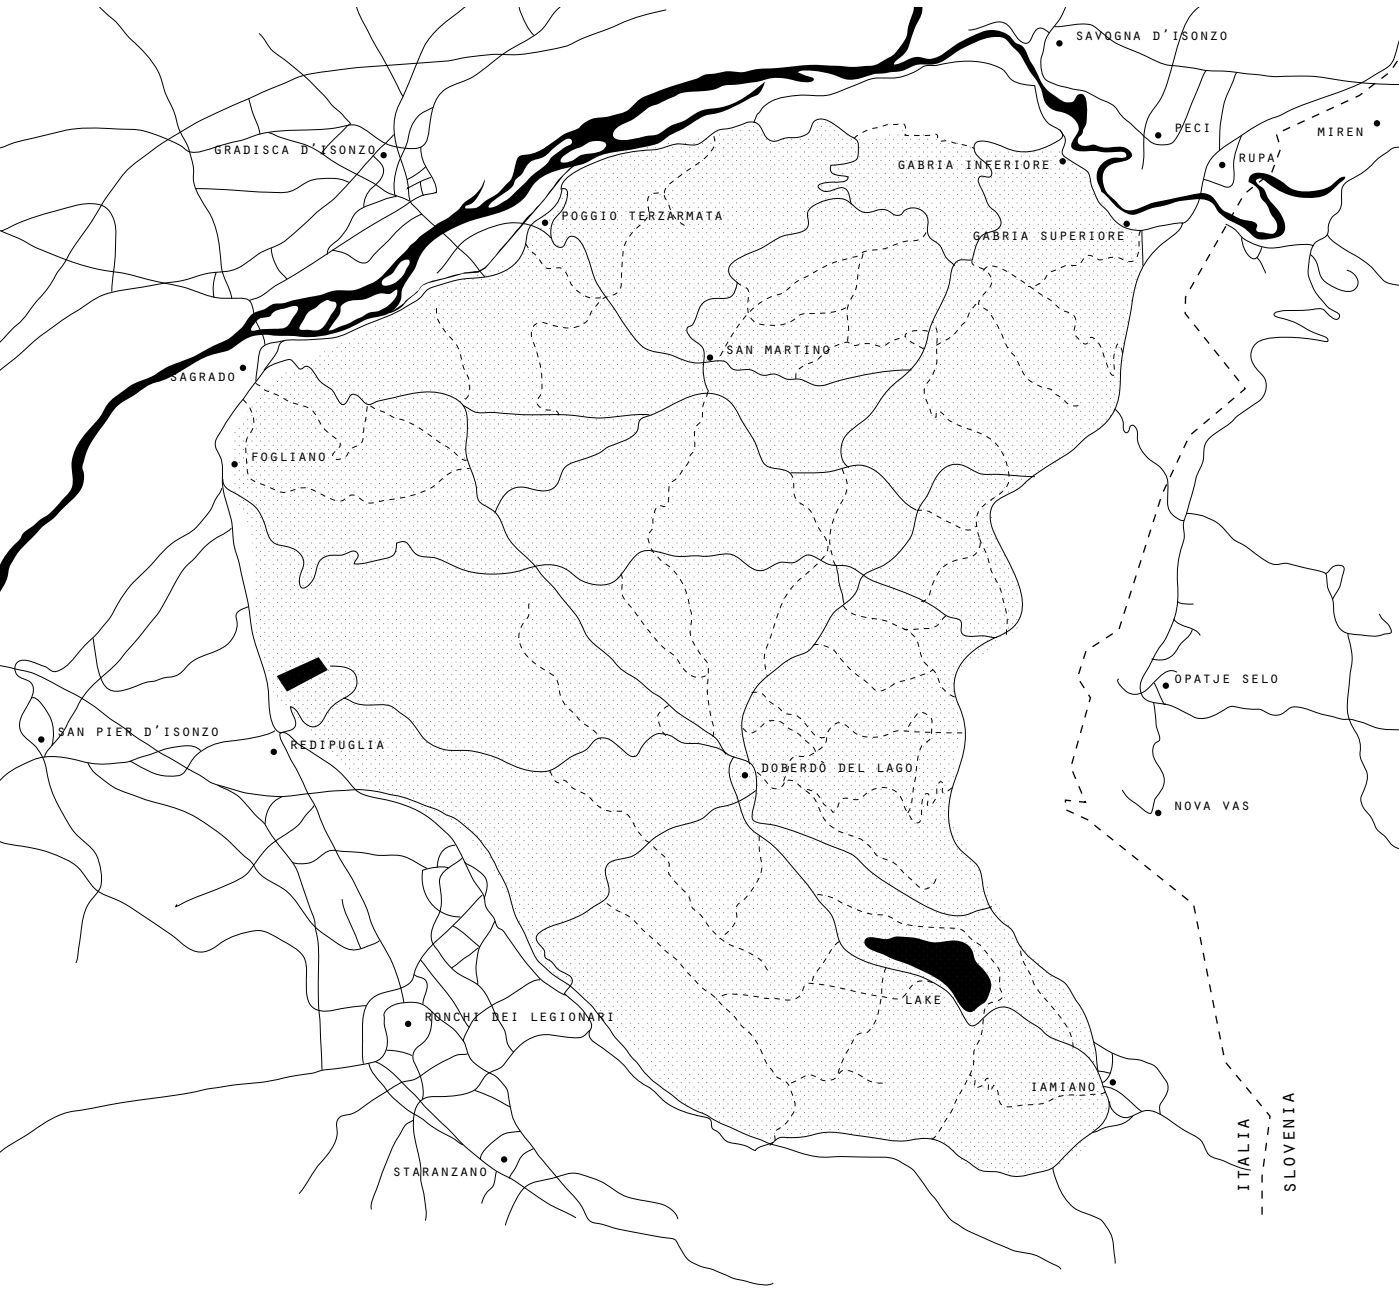 SAVOGNA D'ISONZO
PECI
MIREN
GRADISCA D'ISONZO
RUPA
GABRIA INFERIORE
POGGIO TERZARMATA
GABRIA SUPERIORE
SAN MARTINO
SAGRADO
FOGLIANO
OPATJE SELO
SAN PIER D'ISONZO
REDIPUGLIA
DOBERDÒ DEL LAGO
NOVA VAS
LAKE
RONCHI DEI LEGIONARI
IAMIANO
STARANZANO
ITALIA
SLOVENIA